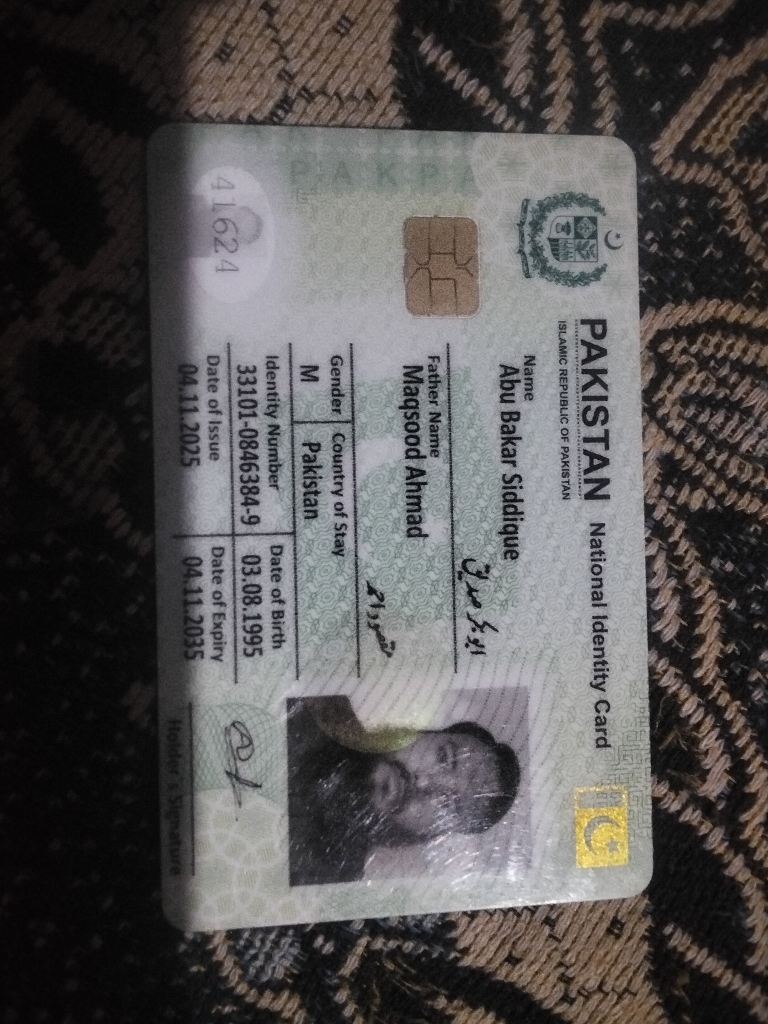 PAKISTAN National Identity Card
ISLAMIC REPUBLIC OF PAKISTAN
PAKPA
Name
Abu Bakar Siddique
ابوبکر صدیق
Father Name
Maqsood Ahmad
مقصود احمد
Gender Country of Stay
M Pakistan
Identity Number Date of Birth
33101-0846384-9 03.08.1995
Date of Issue Date of Expiry
04.11.2025 04.11.2035
41624
Holder's Signature